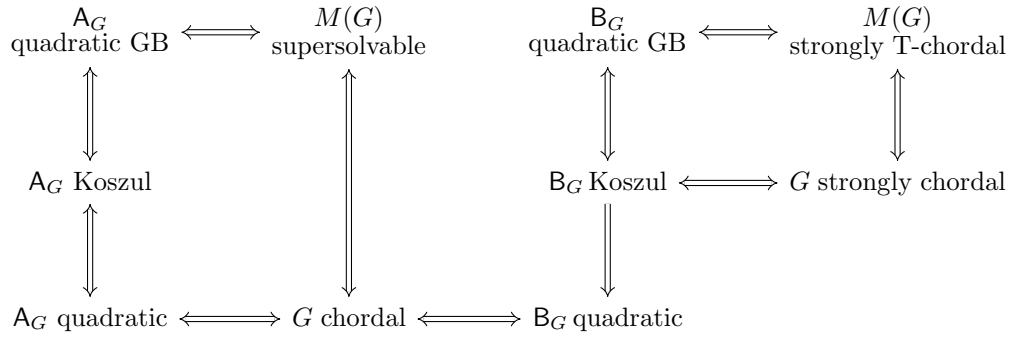 A_G M(G) B_G M(G)
quadratic GB supersolvable quadratic GB strongly T-chordal
A_G Koszul B_G Koszul G strongly chordal
A_G quadratic G chordal B_G quadratic